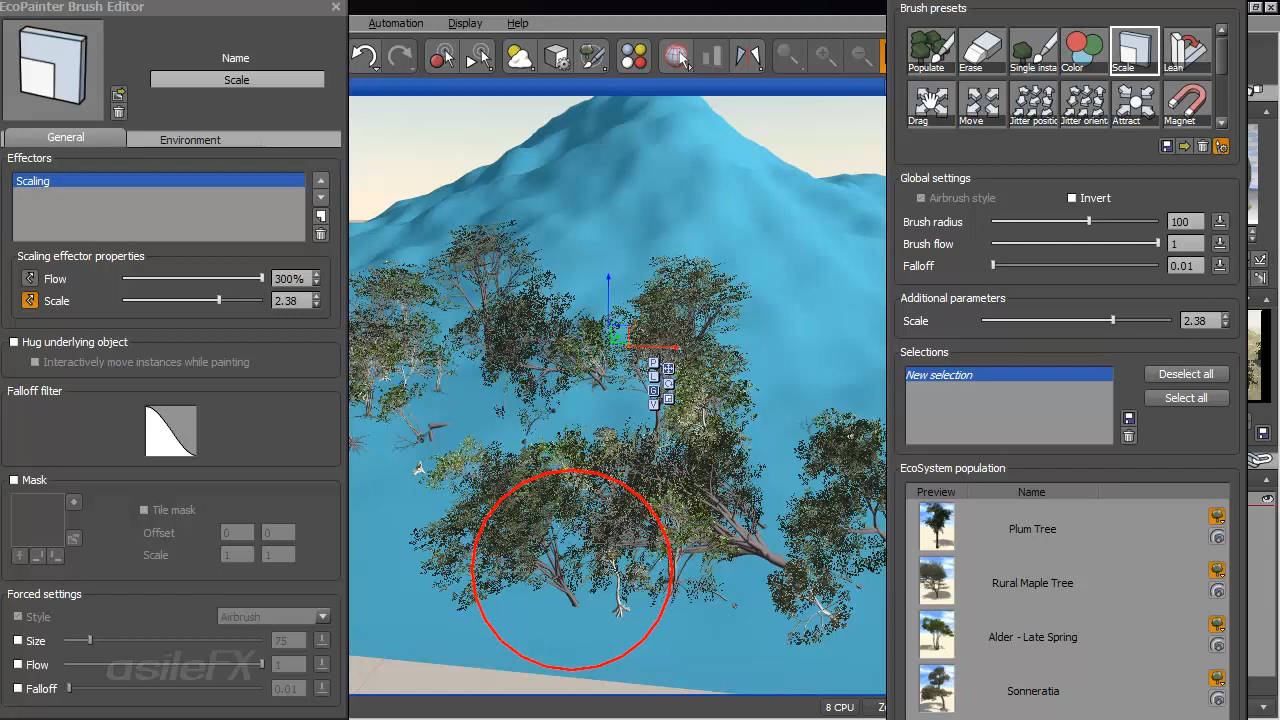 EcoPainter Brush Editor
Name
Scale
General
Environment
Effectors
Scaling
Scaling effector properties
Flow
300%
Scale
2.38
Hug underlying object
Interactively move instances while painting
Falloff filter
Mask
Tile mask
Offset
0
0
Scale
1
1
Forced settings
Style
Airbrush
Size
75
Flow
1
Falloff
0.01
asileFX
Automation
Display
Help
8 CPU
Brush presets
Populate
Erase
Single insta
Color
Scale
Lean
Drag
Move
Jitter positic
Jitter orient
Attract
Magnet
Global settings
Airbrush style
Invert
Brush radius
100
Brush flow
1
Falloff
0.01
Additional parameters
Scale
2.38
Selections
New selection
Deselect all
Select all
EcoSystem population
Preview
Name
Plum Tree
Rural Maple Tree
Alder - Late Spring
Sonneratia